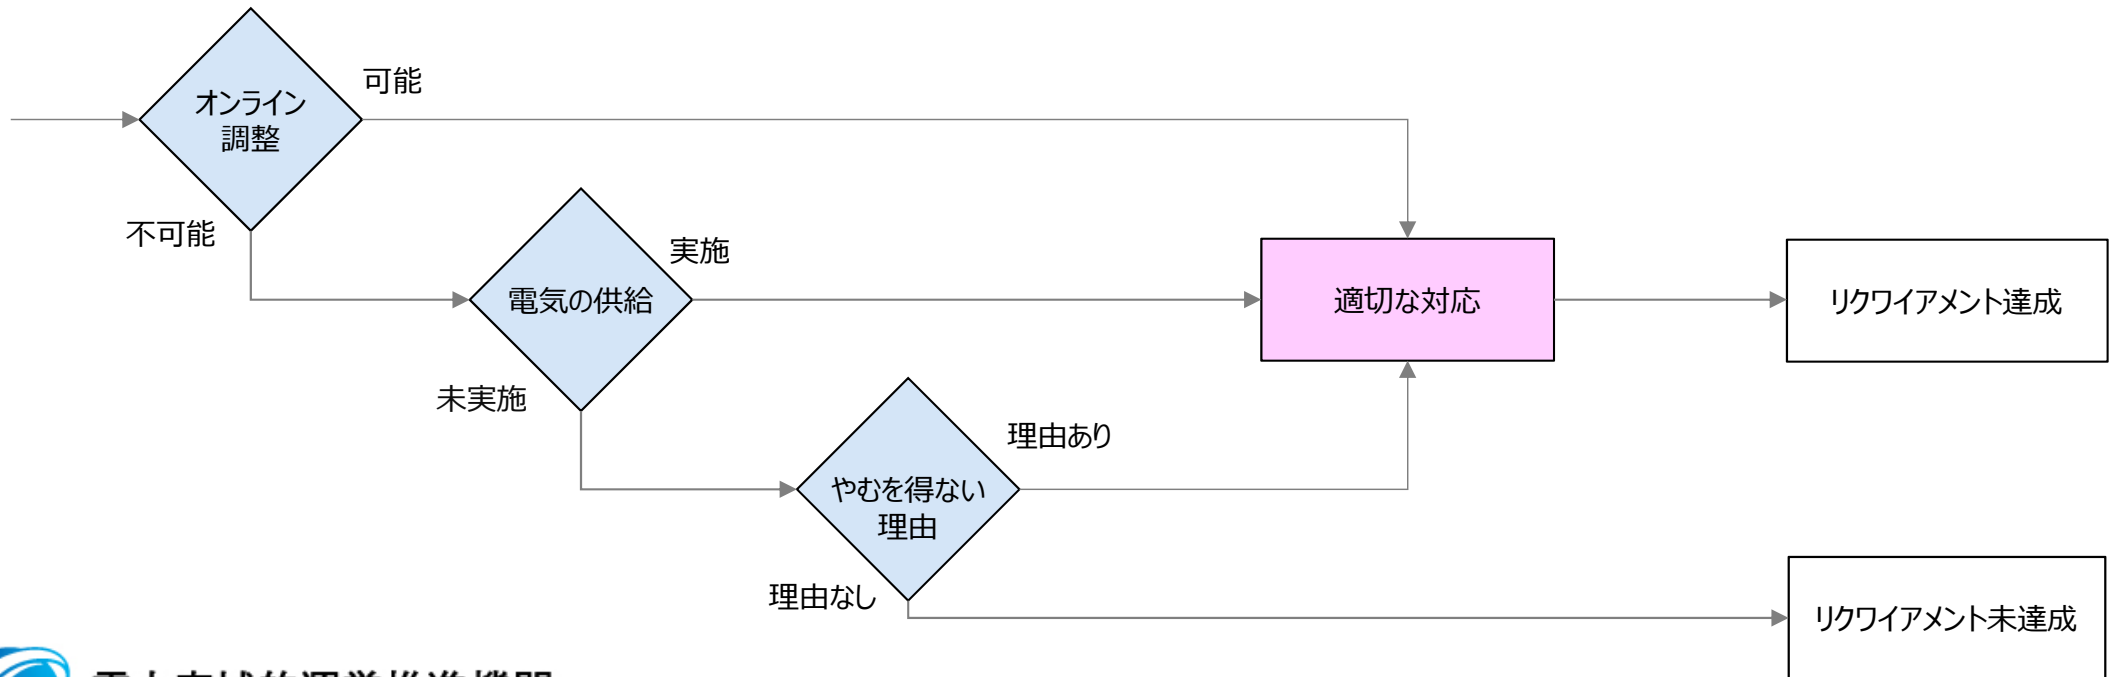 オンライン
調整
可能
不可能
電気の供給
実施
未実施
やむを得ない
理由
理由あり
理由なし
適切な対応
リクワイアメント達成
リクワイアメント未達成